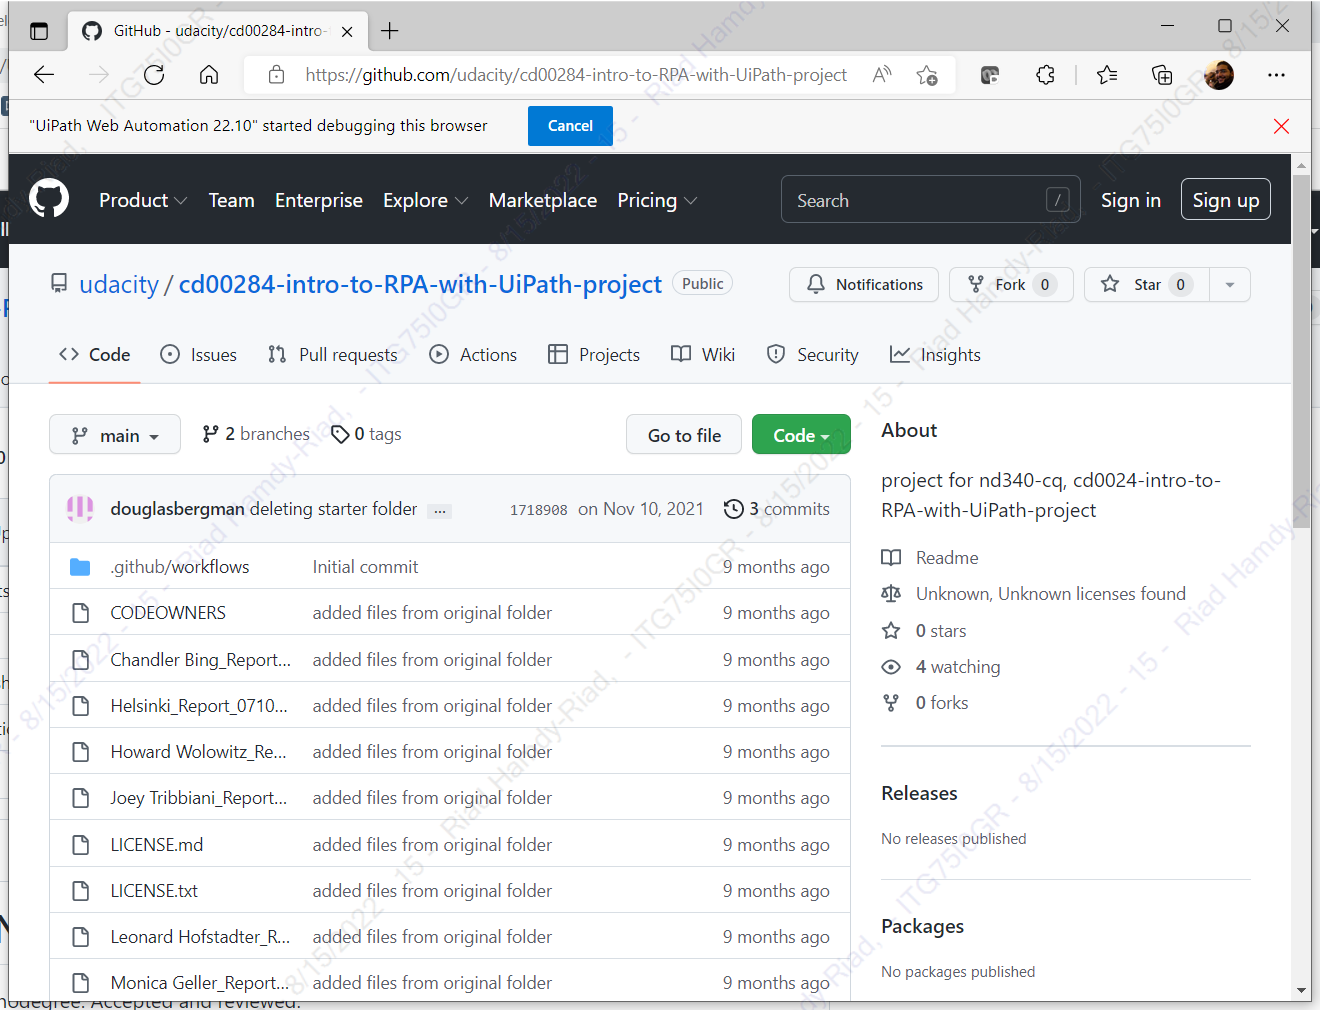 GitHub - udacity/cd00284-intro-
https://github.com/udacity/cd00284-intro-to-RPA-with-UiPath-project
"UiPath Web Automation 22.10" started debugging this browser Cancel
Product Team Enterprise Explore Marketplace Pricing Search / Sign in Sign up
udacity / cd00284-intro-to-RPA-with-UiPath-project Public Notifications Fork 0 Star 0
Code Issues Pull requests Actions Projects Wiki Security Insights
main 2 branches 0 tags Go to file Code
douglasbergman deleting starter folder ... 1718908 on Nov 10, 2021 3 commits
.github/workflows Initial commit 9 months ago
CODEOWNERS added files from original folder 9 months ago
Chandler Bing_Report... added files from original folder 9 months ago
Helsinki_Report_0710... added files from original folder 9 months ago
Howard Wolowitz_Re... added files from original folder 9 months ago
Joey Tribbiani_Report... added files from original folder 9 months ago
LICENSE.md added files from original folder 9 months ago
LICENSE.txt added files from original folder 9 months ago
Leonard Hofstadter_R... added files from original folder 9 months ago
Monica Geller_Report... added files from original folder 9 months ago
About
project for nd340-cq, cd0024-intro-to-
RPA-with-UiPath-project
Readme
Unknown, Unknown licenses found
0 stars
4 watching
0 forks
Releases
No releases published
Packages
No packages published
Accepted and reviewed.
ITG75I0GR - 8/15/2022 - 15 - Riad Hamdy-Riad,